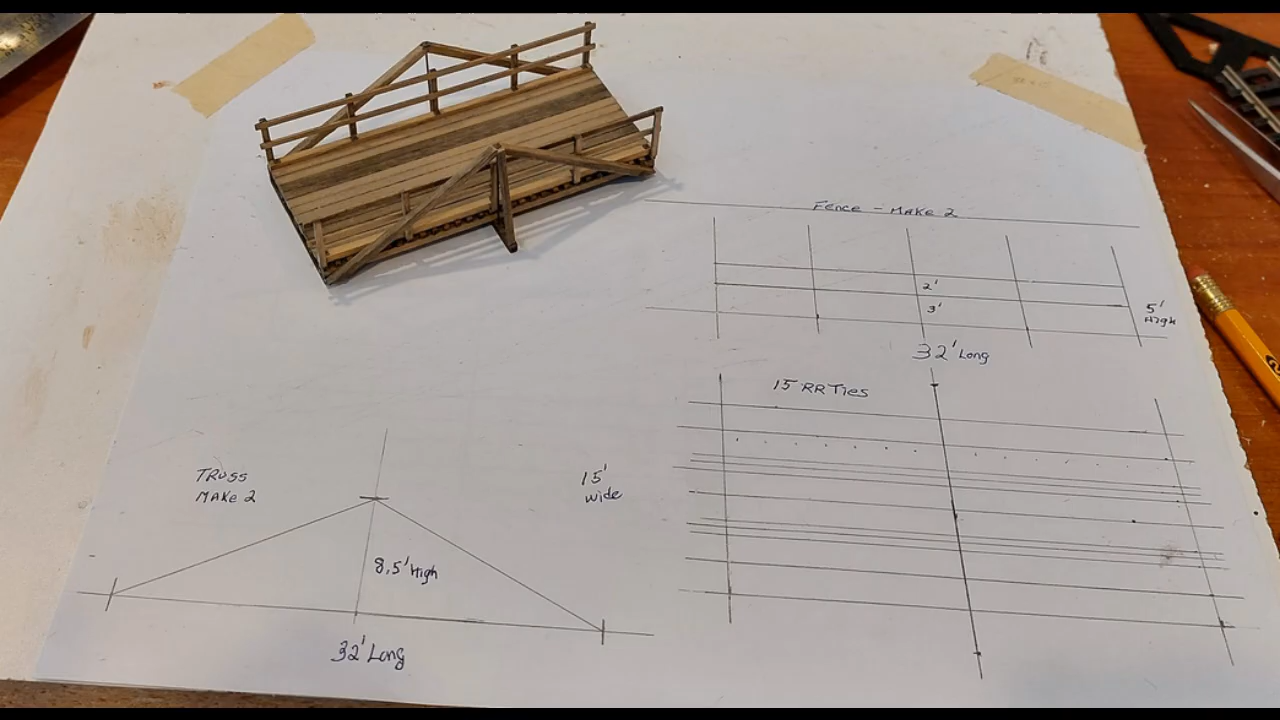 Fence - MAKE 2
2'
3'
5'
High
32' Long
15 RR Ties
TRUSS
MAKE 2
15'
wide
8.5' High
32' Long